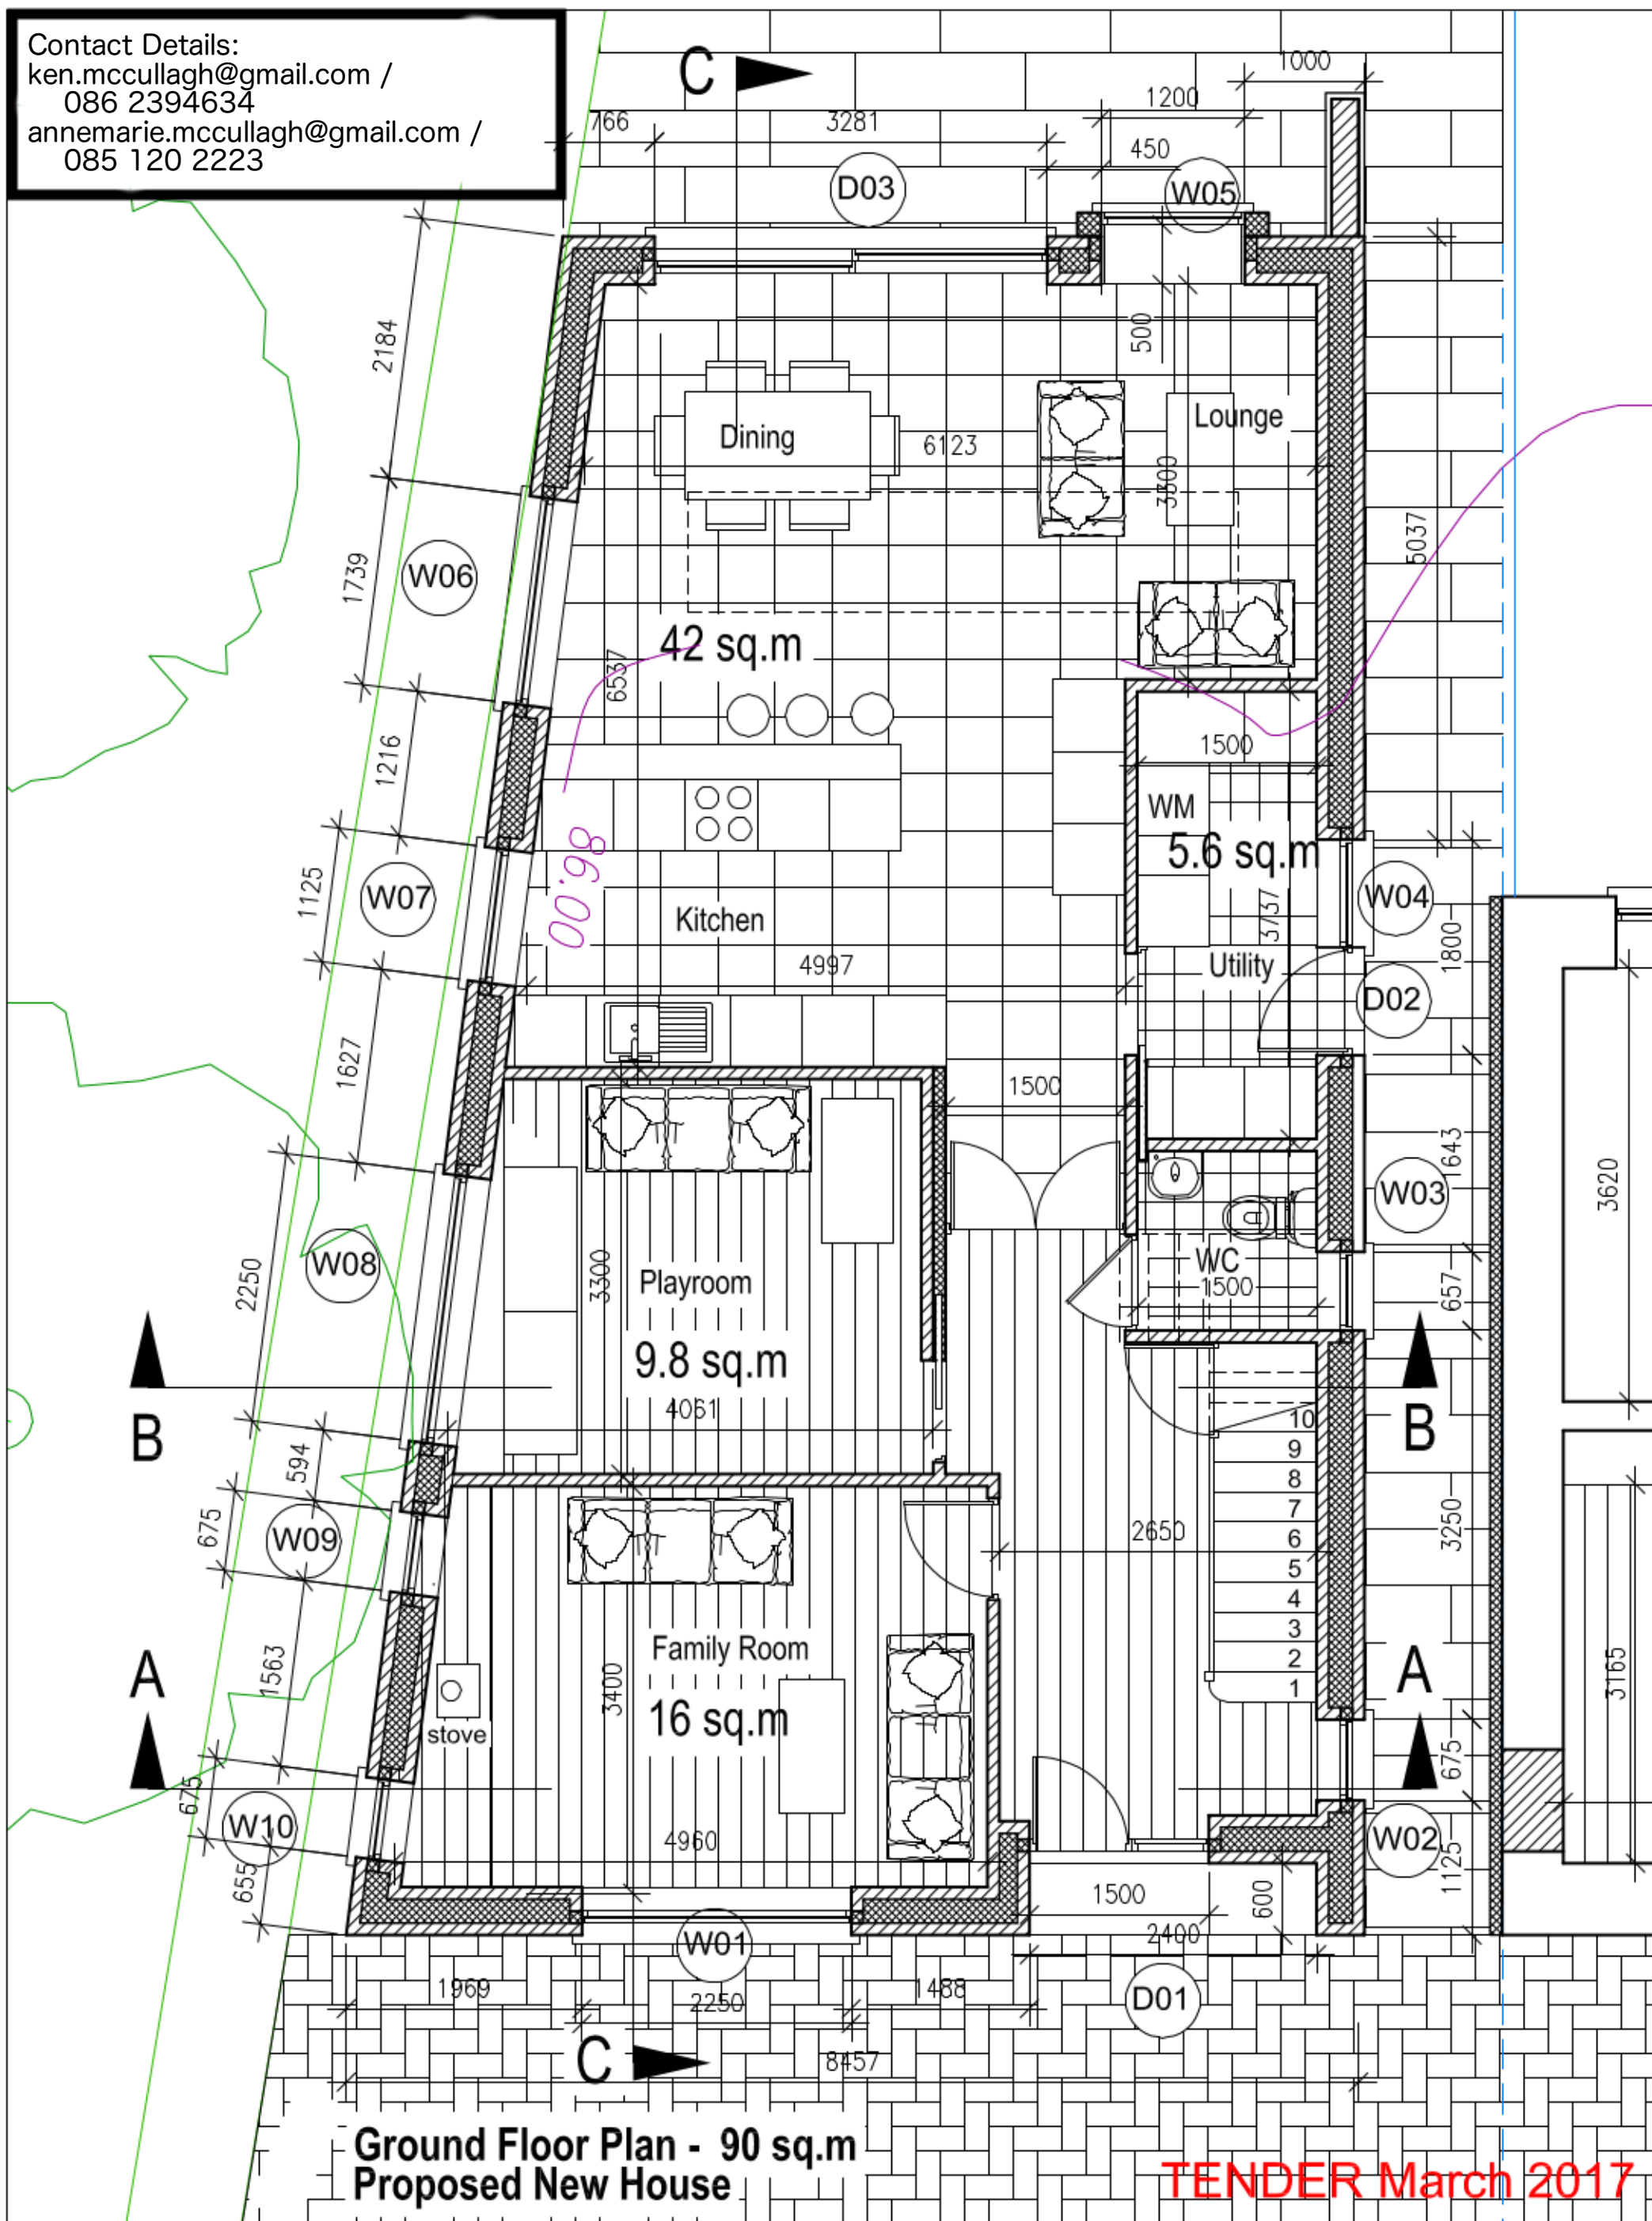 Contact Details:
ken.mccullagh@gmail.com /
086 2394634
annemarie.mccullagh@gmail.com /
085 120 2223
C
1000
1200
766
3281
450
D03
W05
2184
500
Dining
6123
Lounge
3300
5037
1739
W06
42 sq.m
6537
1216
1500
WM
5.6 sq.m
1125
W07
86.00
W04
Kitchen
3737
1800
4997
Utility
D02
1627
1500
1643
3620
W03
2250
W08
3300
Playroom
WC
1500
657
9.8 sq.m
4061
B
B
10
9
8
7
6
5
4
3
2
1
594
675
W09
2650
3250
1563
Family Room
A
A
3400
16 sq.m
stove
3165
675
675
W10
4960
W02
1125
655
1500
600
2400
W01
1969
2250
1488
D01
C
8457
Ground Floor Plan - 90 sq.m
Proposed New House
TENDER March 2017